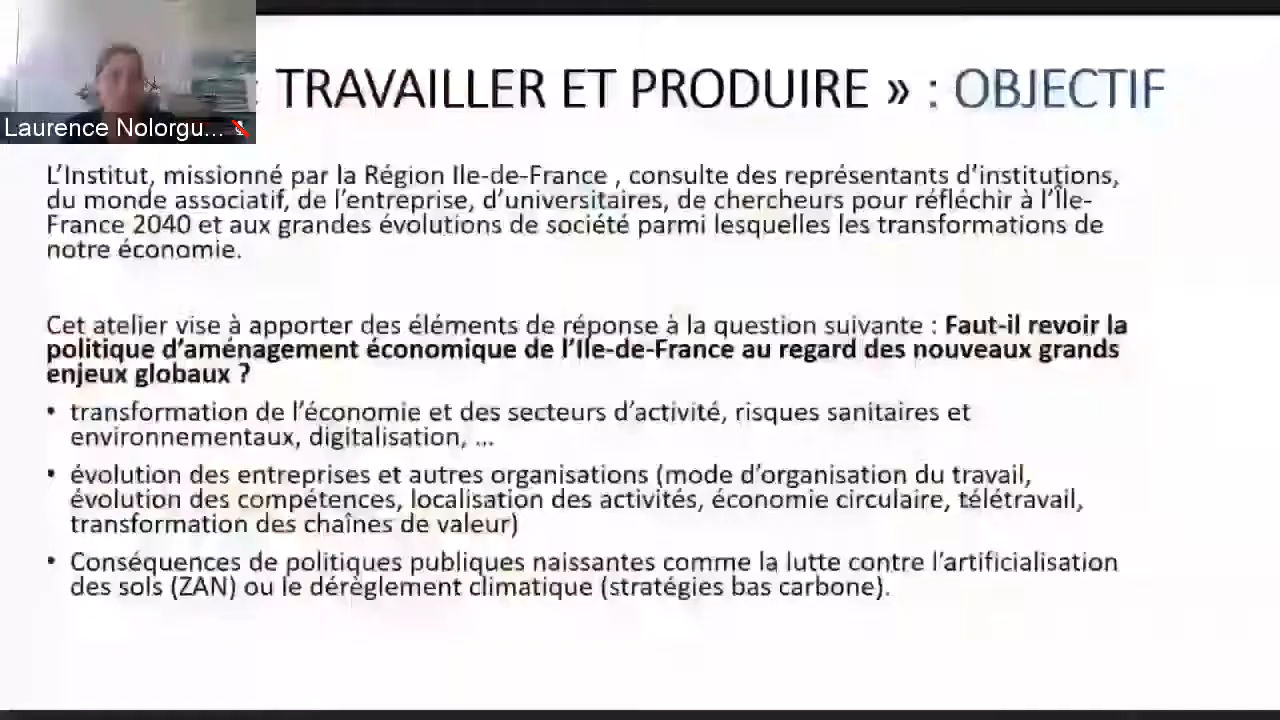 : TRAVAILLER ET PRODUIRE » : OBJECTIF
Laurence Nolorgu...
L’Institut, missionné par la Région Ile-de-France , consulte des représentants d’institutions,
du monde associatif, de l’entreprise, d’universitaires, de chercheurs pour réfléchir à l’Île-
France 2040 et aux grandes évolutions de société parmi lesquelles les transformations de
notre économie.
Cet atelier vise à apporter des éléments de réponse à la question suivante : Faut-il revoir la
politique d’aménagement économique de l’Ile-de-France au regard des nouveaux grands
enjeux globaux ?
• transformation de l’économie et des secteurs d’activité, risques sanitaires et
environnementaux, digitalisation, ...
• évolution des entreprises et autres organisations (mode d’organisation du travail,
évolution des compétences, localisation des activités, économie circulaire, télétravail,
transformation des chaînes de valeur)
• Conséquences de politiques publiques naissantes comme la lutte contre l’artificialisation
des sols (ZAN) ou le dérèglement climatique (stratégies bas carbone).